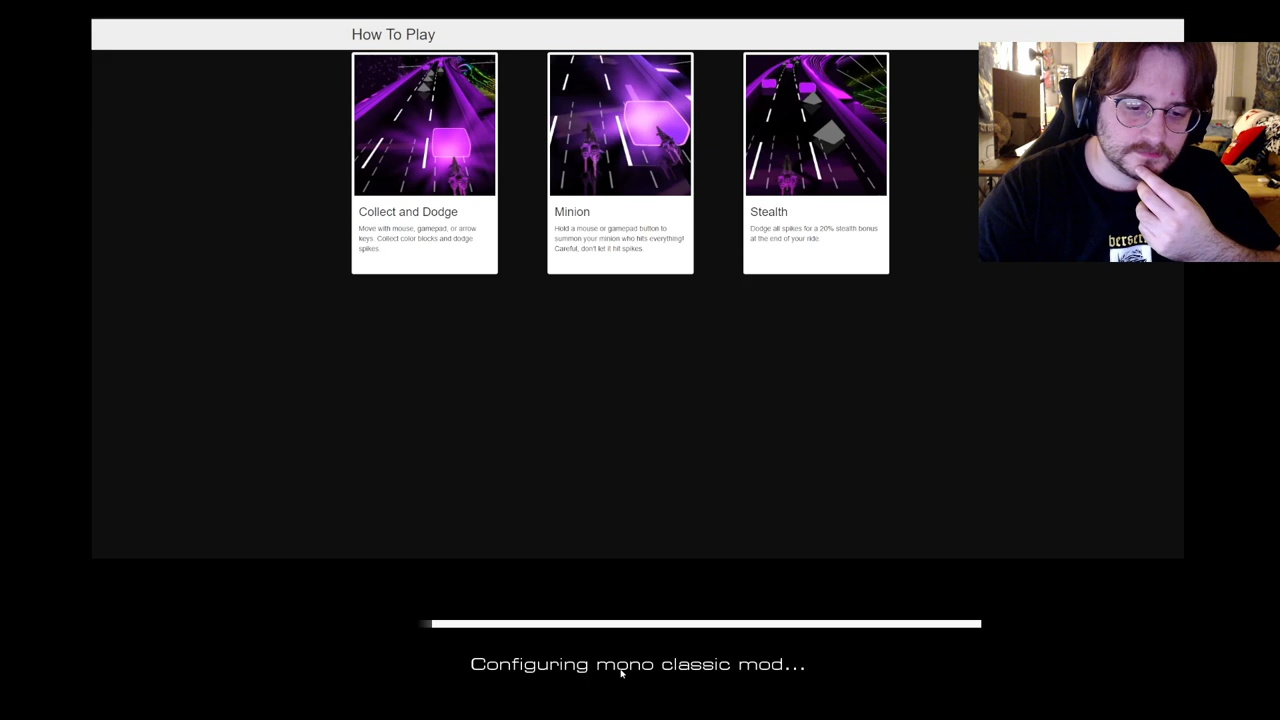 How To Play
Collect and Dodge
Move with mouse, gamepad, or arrow
keys. Collect color blocks and dodge
spikes.
Minion
Hold a mouse or gamepad button to
summon your minion who hits everything!
Careful, don't let it hit spikes.
Stealth
Dodge all spikes for a 20% stealth bonus
at the end of your ride.
Configuring mono classic mod...